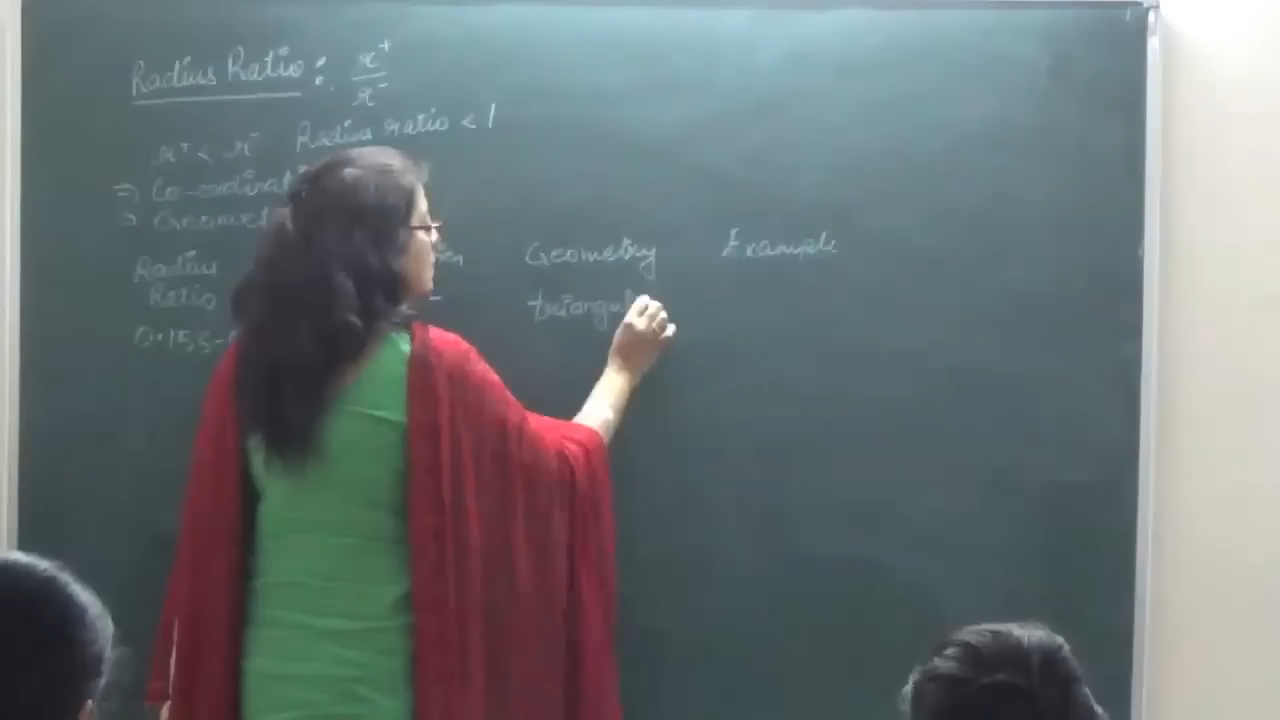 Radius Ratio : r⁺/r⁻
r⁺ < r⁻ Radius ratio < 1
⇒ Co-ordinat
⇒ Geomet
Radius Ratio Geometry Example
0.155- triangul